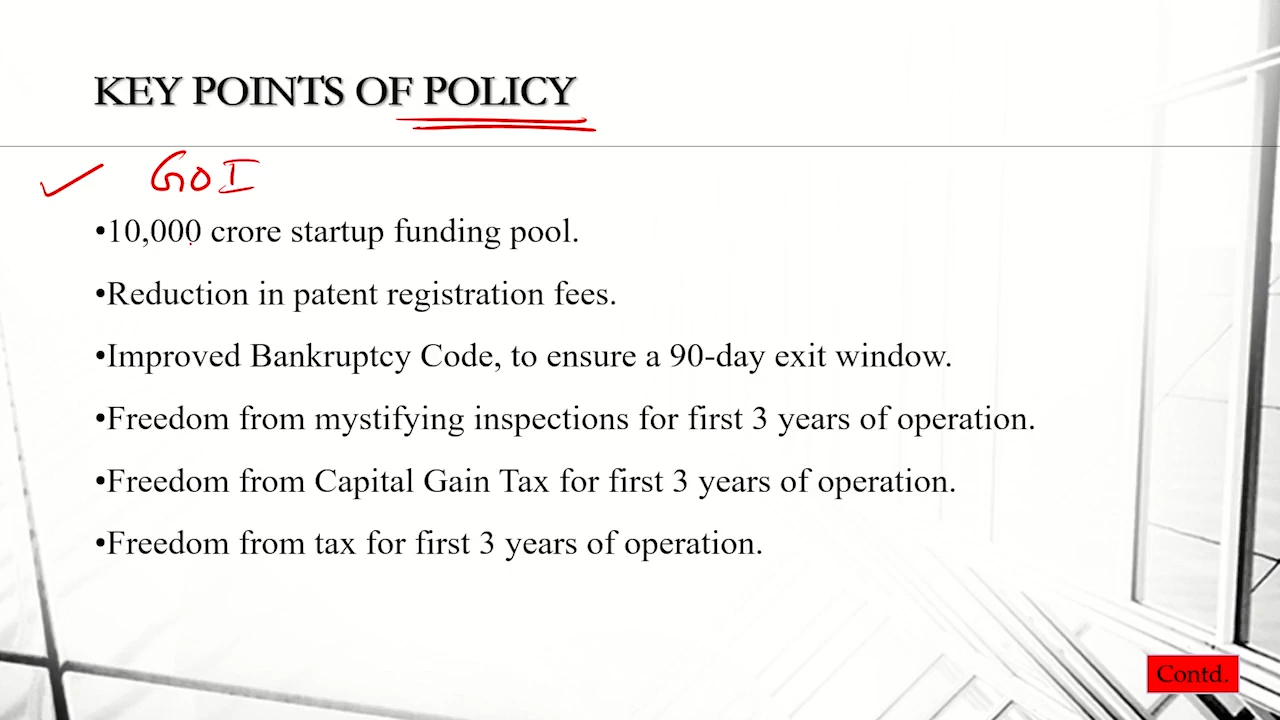 KEY POINTS OF POLICY
GOI
•10,000 crore startup funding pool.
•Reduction in patent registration fees.
•Improved Bankruptcy Code, to ensure a 90-day exit window.
•Freedom from mystifying inspections for first 3 years of operation.
•Freedom from Capital Gain Tax for first 3 years of operation.
•Freedom from tax for first 3 years of operation.
Contd.